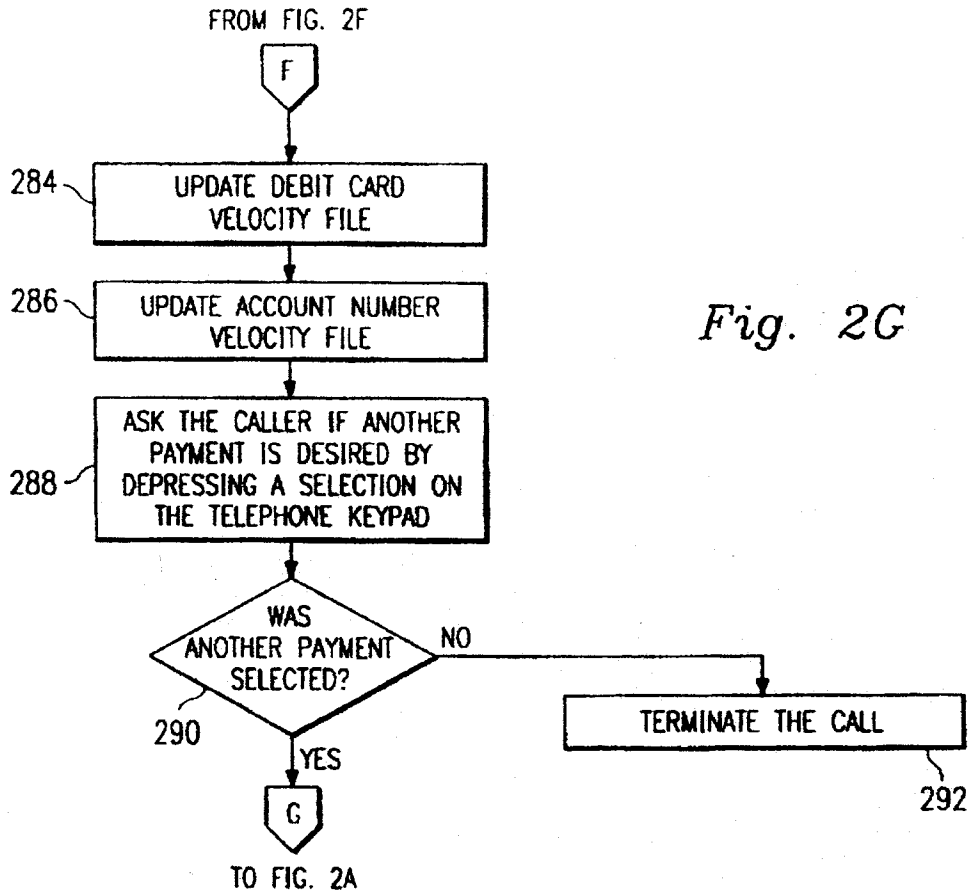 FROM FIG. 2F
F
284
UPDATE DEBIT CARD
VELOCITY FILE
286
UPDATE ACCOUNT NUMBER
VELOCITY FILE
Fig. 2G
288
ASK THE CALLER IF ANOTHER
PAYMENT IS DESIRED BY
DEPRESSING A SELECTION ON
THE TELEPHONE KEYPAD
WAS
ANOTHER PAYMENT
SELECTED?
290
NO
TERMINATE THE CALL
292
YES
G
TO FIG. 2A